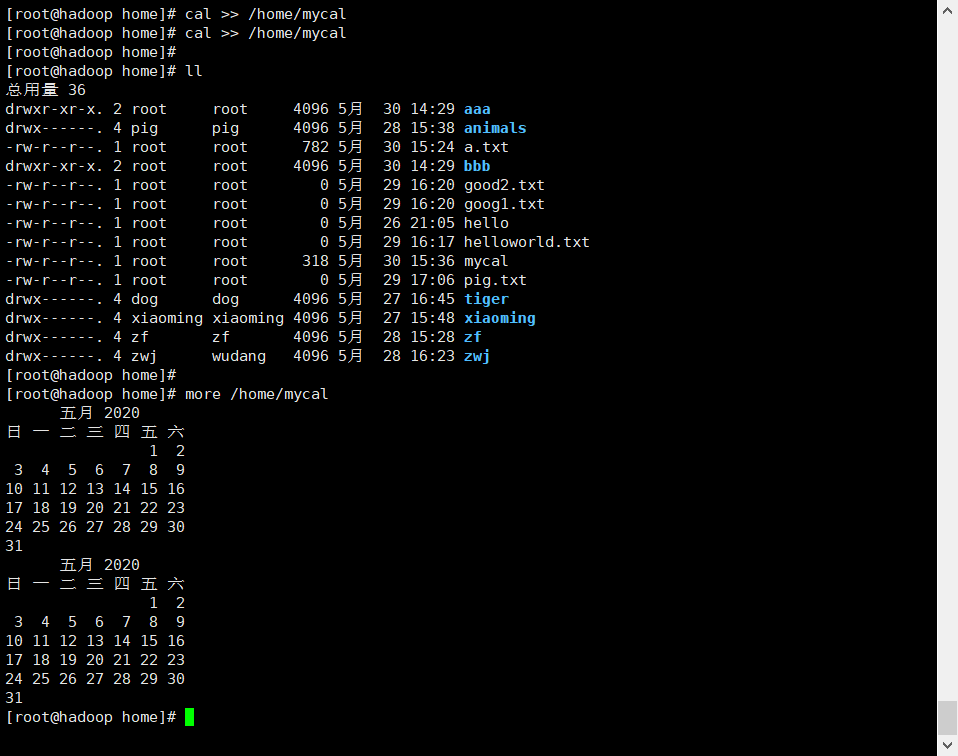 [root@hadoop home]# cal >> /home/mycal
[root@hadoop home]# cal >> /home/mycal
[root@hadoop home]#
[root@hadoop home]# ll
总用量 36
drwxr-xr-x. 2 root     root     4096 5月  30 14:29 aaa
drwx------. 4 pig      pig      4096 5月  28 15:38 animals
-rw-r--r--. 1 root     root      782 5月  30 15:24 a.txt
drwxr-xr-x. 2 root     root     4096 5月  30 14:29 bbb
-rw-r--r--. 1 root     root        0 5月  29 16:20 good2.txt
-rw-r--r--. 1 root     root        0 5月  29 16:20 goog1.txt
-rw-r--r--. 1 root     root        0 5月  26 21:05 hello
-rw-r--r--. 1 root     root        0 5月  29 16:17 helloworld.txt
-rw-r--r--. 1 root     root      318 5月  30 15:36 mycal
-rw-r--r--. 1 root     root        0 5月  29 17:06 pig.txt
drwx------. 4 dog      dog      4096 5月  27 16:45 tiger
drwx------. 4 xiaoming xiaoming 4096 5月  27 15:48 xiaoming
drwx------. 4 zf       zf       4096 5月  28 15:28 zf
drwx------. 4 zwj      wudang   4096 5月  28 16:23 zwj
[root@hadoop home]#
[root@hadoop home]# more /home/mycal
      五月 2020
日 一 二 三 四 五 六
                1  2
 3  4  5  6  7  8  9
10 11 12 13 14 15 16
17 18 19 20 21 22 23
24 25 26 27 28 29 30
31
      五月 2020
日 一 二 三 四 五 六
                1  2
 3  4  5  6  7  8  9
10 11 12 13 14 15 16
17 18 19 20 21 22 23
24 25 26 27 28 29 30
31
[root@hadoop home]#